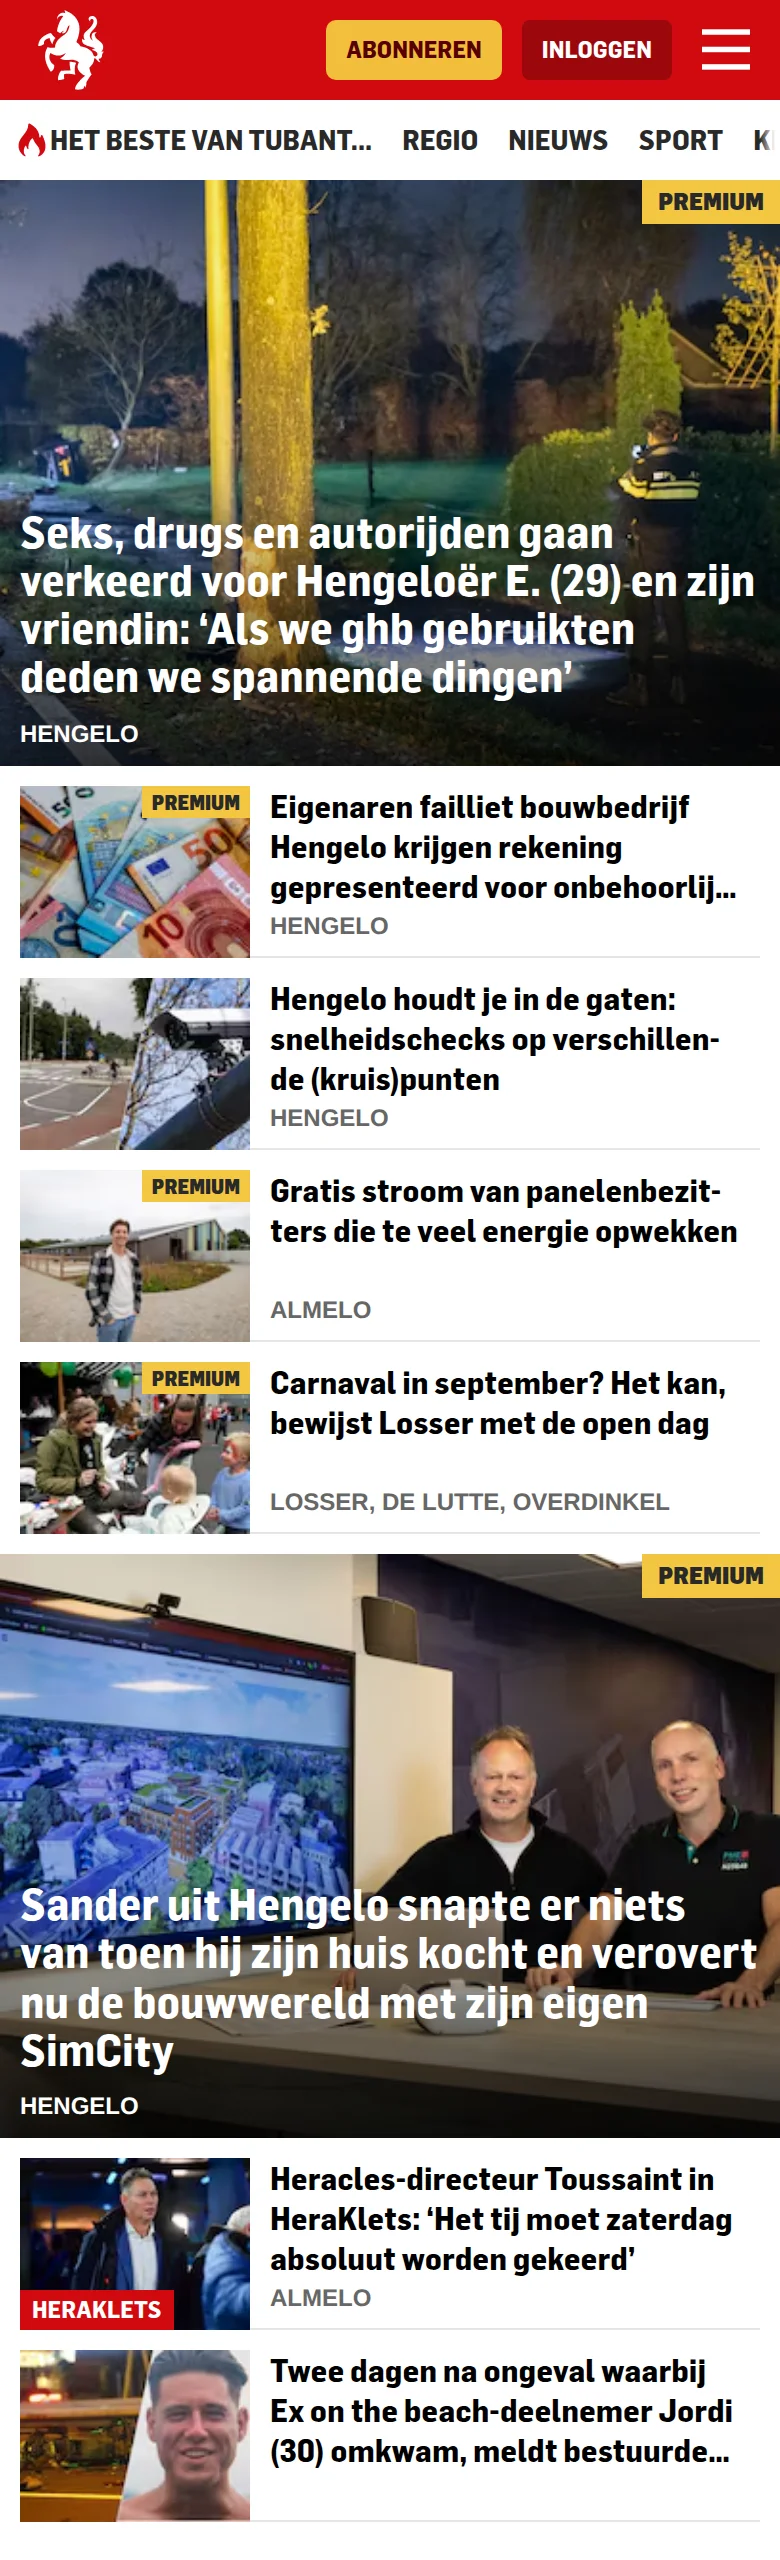 ABONNEREN
INLOGGEN
HET BESTE VAN TUBANT... REGIO NIEUWS SPORT
PREMIUM
Seks, drugs en autorijden gaan
verkeerd voor Hengeloër E. (29) en zijn
vriendin: ‘Als we ghb gebruikten
deden we spannende dingen’
HENGELO
PREMIUM
Eigenaren failliet bouwbedrijf
Hengelo krijgen rekening
gepresenteerd voor onbehoorlij...
HENGELO
Hengelo houdt je in de gaten:
snelheidschecks op verschillen-
de (kruis)punten
HENGELO
PREMIUM
Gratis stroom van panelenbezit-
ters die te veel energie opwekken
ALMELO
PREMIUM
Carnaval in september? Het kan,
bewijst Losser met de open dag
LOSSER, DE LUTTE, OVERDINKEL
PREMIUM
Sander uit Hengelo snapte er niets
van toen hij zijn huis kocht en verovert
nu de bouwwereld met zijn eigen
SimCity
HENGELO
HERAKLETS
Heracles-directeur Toussaint in
HeraKlets: ‘Het tij moet zaterdag
absoluut worden gekeerd’
ALMELO
Twee dagen na ongeval waarbij
Ex on the beach-deelnemer Jordi
(30) omkwam, meldt bestuurde...